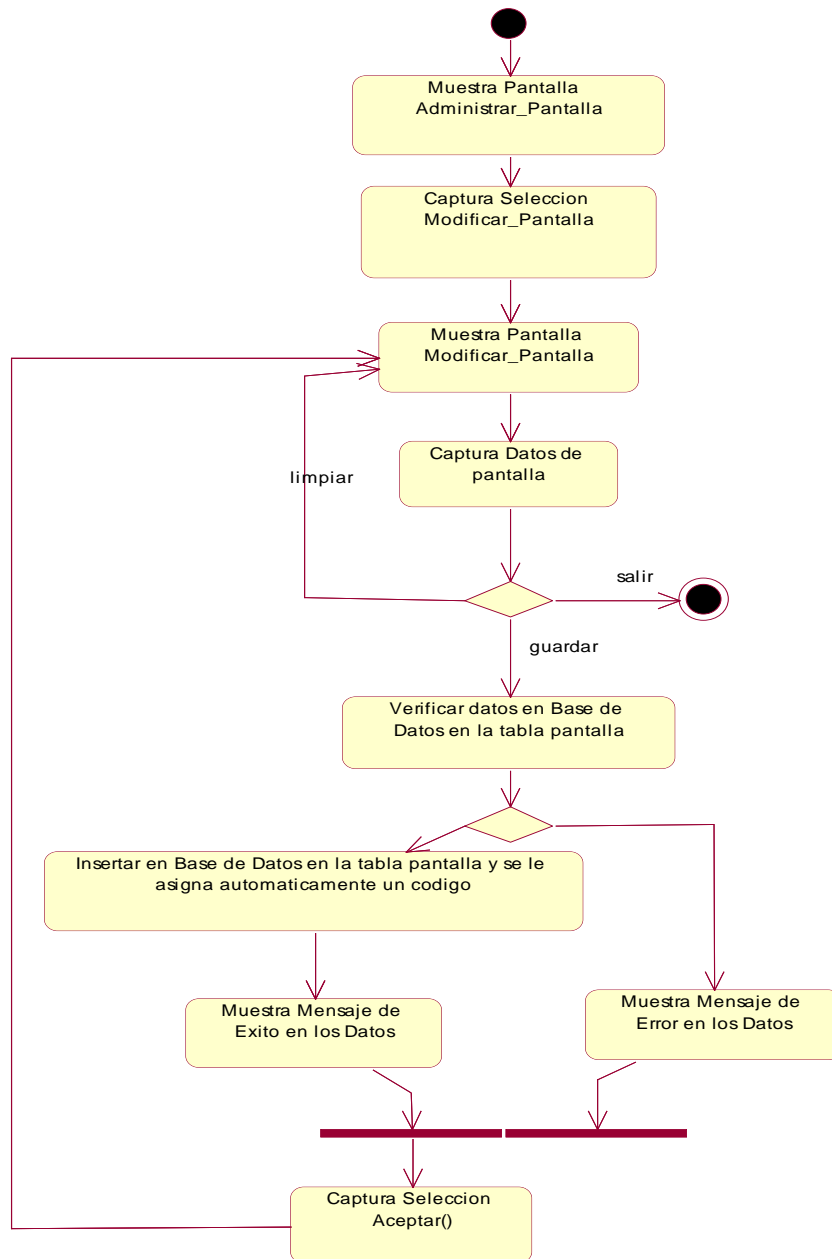 Muestra Pantalla
Administrar_Pantalla
Captura Seleccion
Modificar_Pantalla
Muestra Pantalla
Modificar_Pantalla
Captura Datos de
pantalla
limpiar
salir
guardar
Verificar datos en Base de
Datos en la tabla pantalla
Insertar en Base de Datos en la tabla pantalla y se le
asigna automaticamente un codigo
Muestra Mensaje de
Exito en los Datos
Muestra Mensaje de
Error en los Datos
Captura Seleccion
Aceptar()